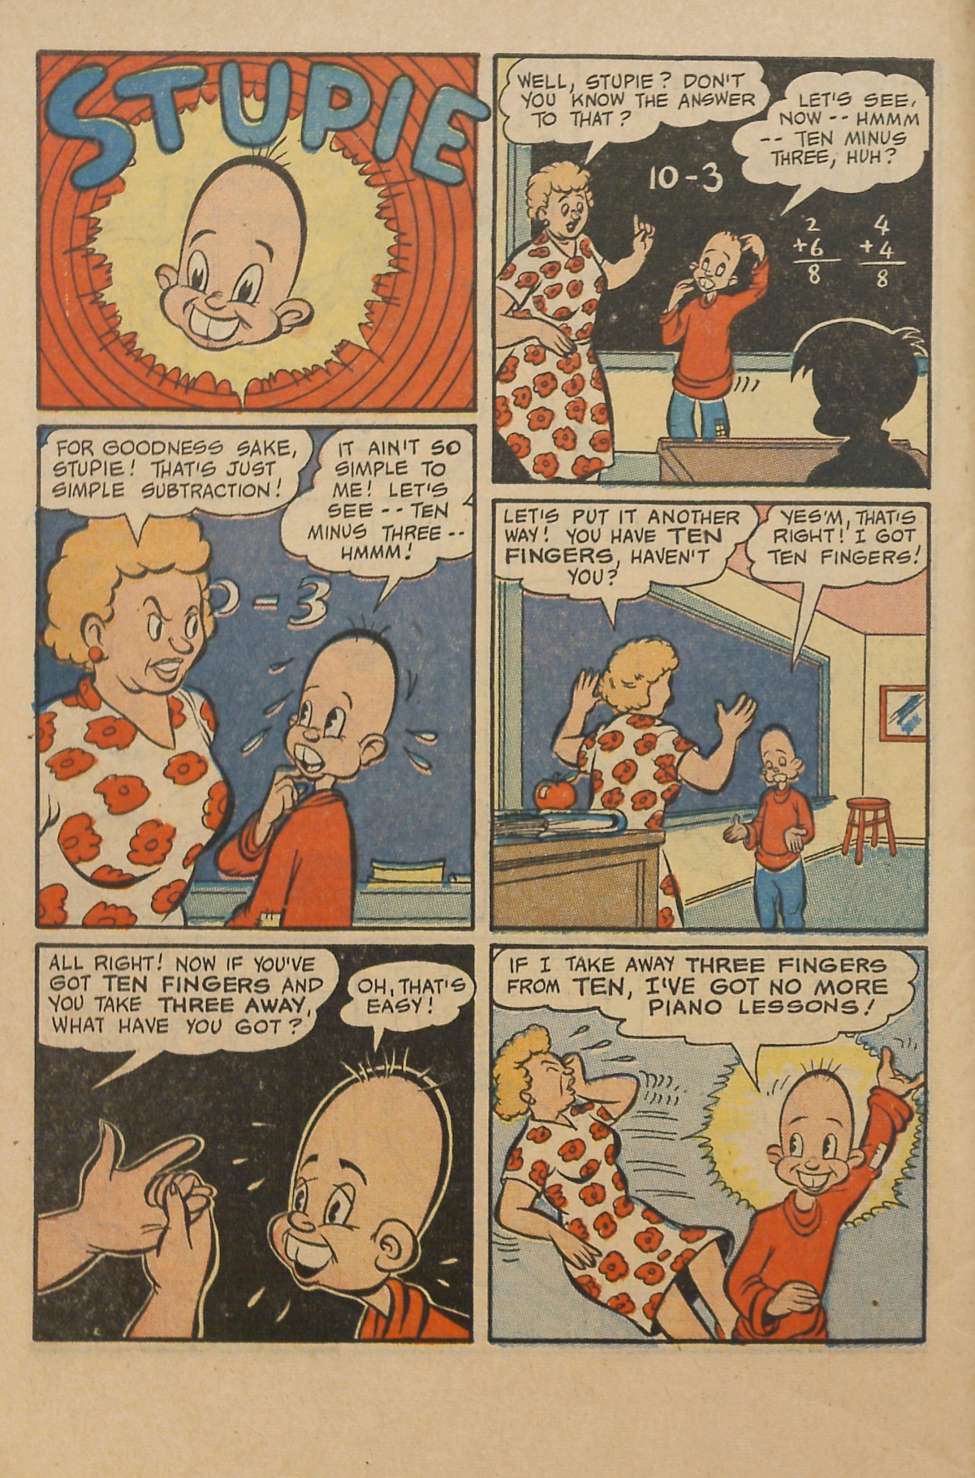 STUPIE
WELL, STUPIE? DON'T
YOU KNOW THE ANSWER
TO THAT?
LET'S SEE,
NOW -- HMMM
-- TEN MINUS
THREE, HUH?
10-3
2
+6
8
4
+4
8
FOR GOODNESS SAKE,
STUPIE! THAT'S JUST
SIMPLE SUBTRACTION!
IT AIN'T SO
SIMPLE TO
ME! LET'S
SEE -- TEN
MINUS THREE --
HMMM!
0-3
LET'S PUT IT ANOTHER
WAY! YOU HAVE TEN
FINGERS, HAVEN'T
YOU?
YES'M, THAT'S
RIGHT! I GOT
TEN FINGERS!
ALL RIGHT! NOW IF YOU'VE
GOT TEN FINGERS AND
YOU TAKE THREE AWAY,
WHAT HAVE YOU GOT?
OH, THAT'S
EASY!
IF I TAKE AWAY THREE FINGERS
FROM TEN, I'VE GOT NO MORE
PIANO LESSONS!